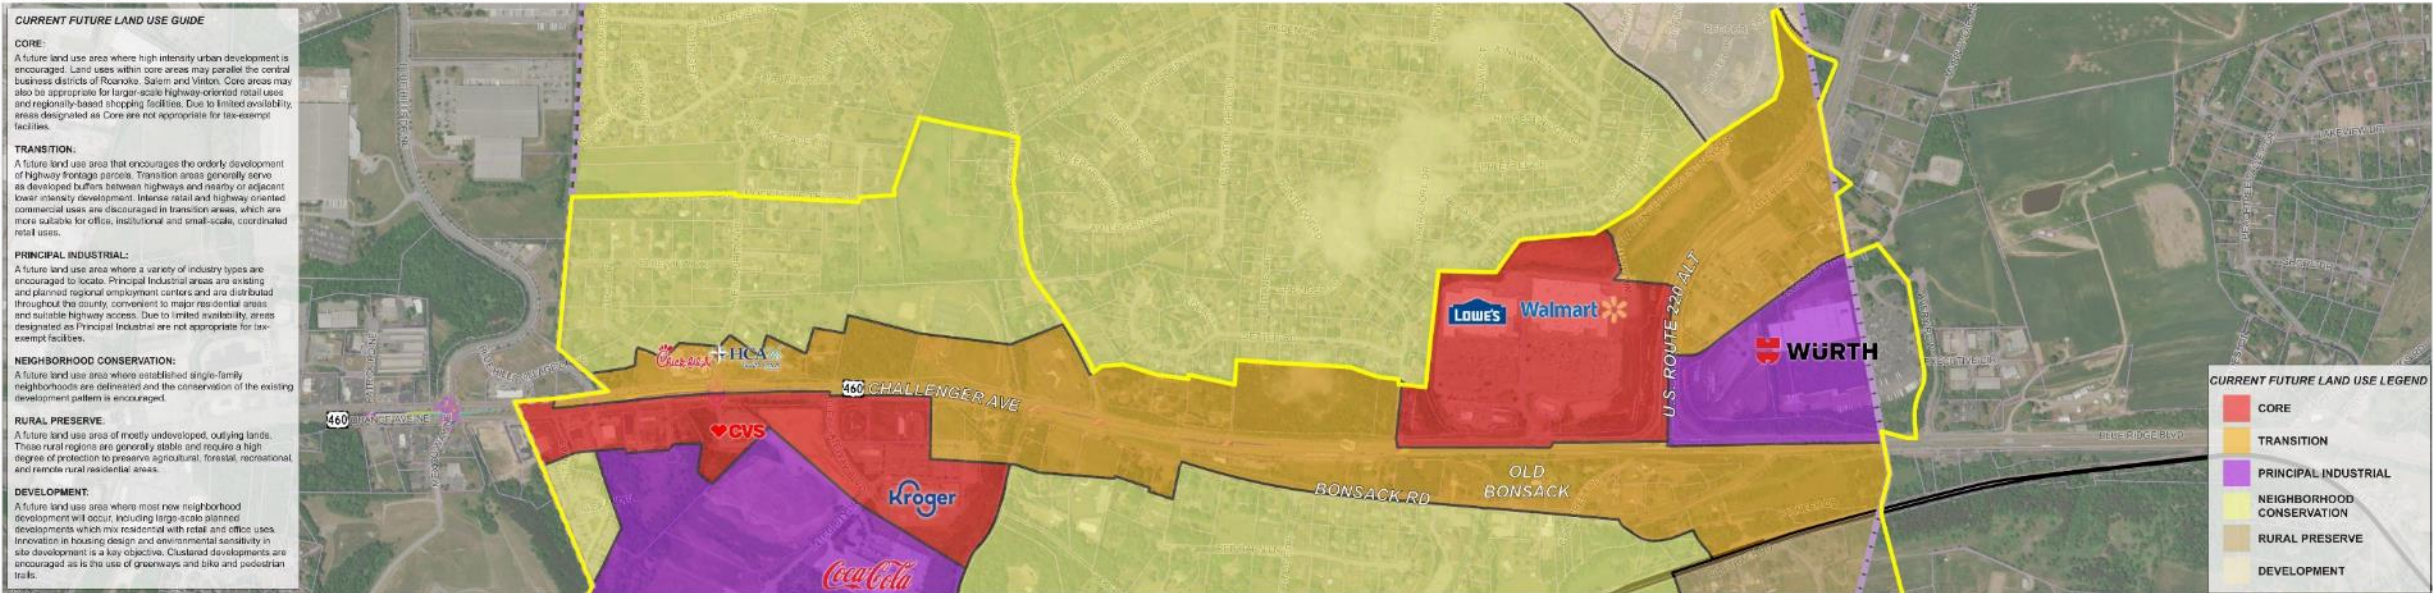 CURRENT FUTURE LAND USE GUIDE
CORE:
A future land use area where high intensity urban development is
encouraged. Land uses within core areas may parallel the central
business districts of Roanoke, Salem and Vinton. Core areas may
also be appropriate for larger-scale highway-oriented retail uses
and regionally-based shopping facilities. Due to limited availability,
areas designated as Core are not appropriate for tax-exempt
facilities.
TRANSITION:
A future land use area that encourages the orderly development
of highway frontage parcels. Transition areas generally serve
as developed buffers between highways and nearby or adjacent
lower intensity development. Intense retail and highway oriented
commercial uses are discouraged in transition areas, which are
more suitable for office, institutional and small-scale, coordinated
retail uses.
PRINCIPAL INDUSTRIAL:
A future land use area where a variety of industry types are
encouraged to locate. Principal Industrial areas are existing
and planned regional employment centers and are distributed
throughout the county, convenient to major residential areas
and suitable highway access. Due to limited availability, areas
designated as Principal Industrial are not appropriate for tax-
exempt facilities.
NEIGHBORHOOD CONSERVATION:
A future land use area where established single-family
neighborhoods are delineated and the conservation of the existing
development pattern is encouraged.
RURAL PRESERVE:
A future land use area of mostly undeveloped, outlying lands.
These rural regions are generally stable and require a high
degree of protection to preserve agricultural, forestal, recreational,
and remote rural residential areas.
DEVELOPMENT:
A future land use area where most new neighborhood
development will occur, including large-scale planned
developments which mix residential with retail and office uses.
Innovation in housing design and environmental sensitivity in
site development is a key objective. Clustered developments are
encouraged as is the use of greenways and bike and pedestrian
trails.
460
ORANGE AVE NE
Chick-fil-A
HCA
460 CHALLENGER AVE
CVS
Kroger
Coca-Cola
LOWE'S
Walmart
U.S. ROUTE 220 ALT
WÜRTH
OLD
BONSACK
BONSACK RD
EXECUTIVE CIR
BLUE RIDGE BLVD
LAKEVIEW DR
CURRENT FUTURE LAND USE LEGEND
CORE
TRANSITION
PRINCIPAL INDUSTRIAL
NEIGHBORHOOD
CONSERVATION
RURAL PRESERVE
DEVELOPMENT